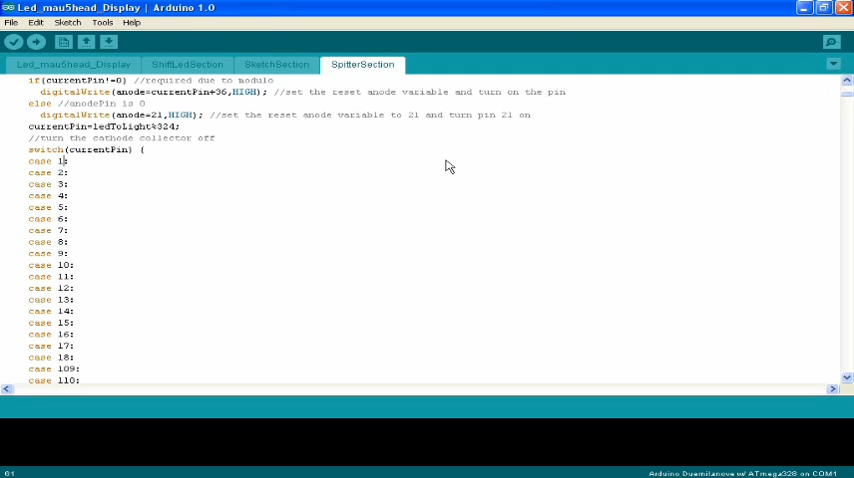 Led_mau5head_Display | Arduino 1.0
File Edit Sketch Tools Help
Led_mau5head_Display ShiftLedSection SketchSection SpitterSection
if(currentPin!=0) //required due to modulo
digitalWrite(anode=currentPin+36,HIGH); //set the reset anode variable and turn on the pin
else //anodePin is 0
digitalWrite(anode=21,HIGH); //set the reset anode variable to 21 and turn pin 21 on
currentPin=ledToLight%324;
//turn the cathode collector off
switch(currentPin) {
case 1:
case 2:
case 3:
case 4:
case 5:
case 6:
case 7:
case 8:
case 9:
case 10:
case 11:
case 12:
case 13:
case 14:
case 15:
case 16:
case 17:
case 18:
case 109:
case 110:
61
Arduino Duemilanove w/ ATmega328 on COM1